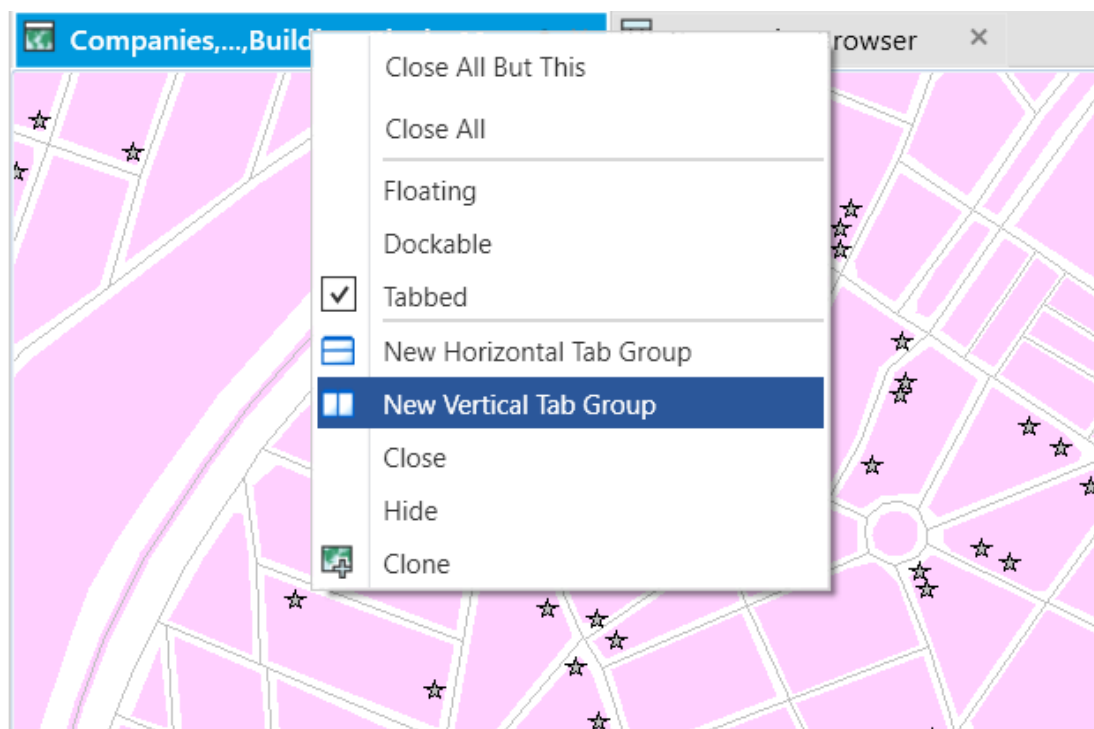 Companies,...,Build
rowser
Close All But This
Close All
Floating
Dockable
Tabbed
New Horizontal Tab Group
New Vertical Tab Group
Close
Hide
Clone